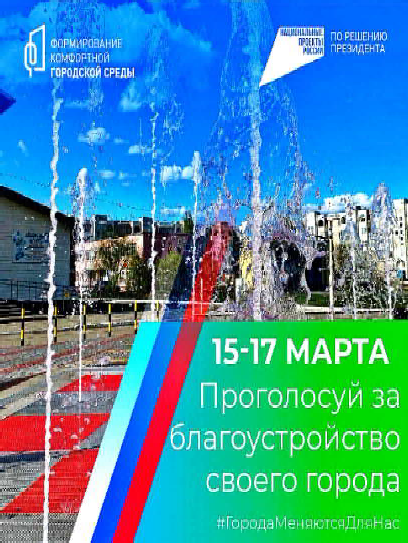 ФОРМИРОВАНИЕ
КОМФОРТНОЙ
ГОРОДСКОЙ СРЕДЫ
НАЦИОНАЛЬНЫЕ
ПРОЕКТЫ
РОССИИ
ПО РЕШЕНИЮ
ПРЕЗИДЕНТА
15-17 МАРТА
Проголосуй за
благоустройство
своего города
#ГородаМеняютсяДляНас